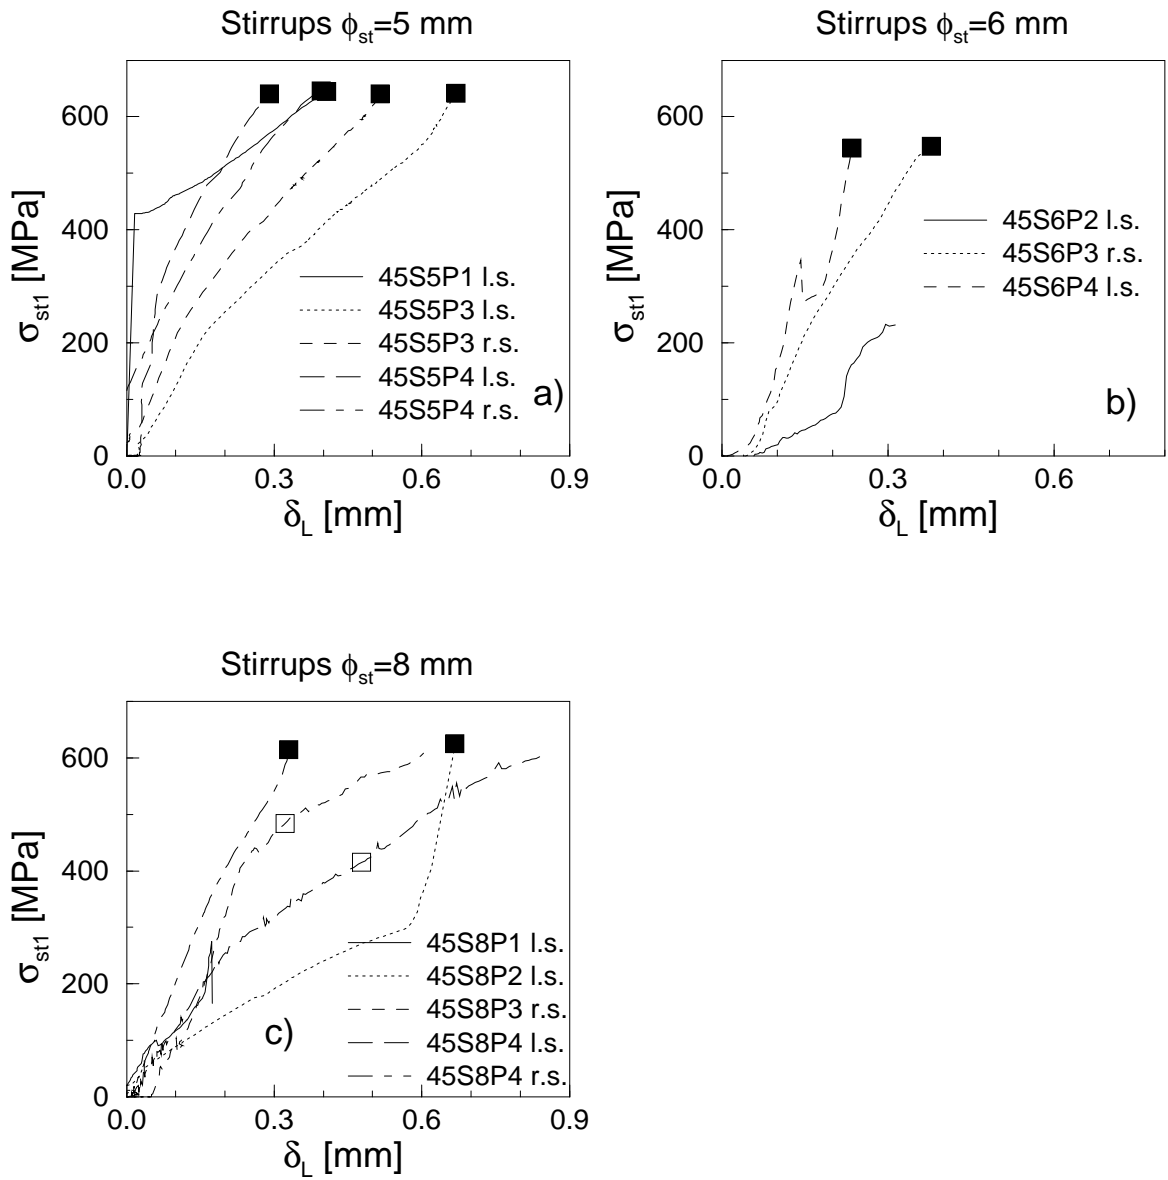 Stirrups ϕst=5 mm
600
400
200
0
0.0 0.3 0.6 0.9
σst1 [MPa]
δL [mm]
45S5P1 l.s.
45S5P3 l.s.
45S5P3 r.s.
45S5P4 l.s.
45S5P4 r.s.
a)
Stirrups ϕst=6 mm
600
400
200
0
0.0 0.3 0.6
σst1 [MPa]
δL [mm]
45S6P2 l.s.
45S6P3 r.s.
45S6P4 l.s.
b)
Stirrups ϕst=8 mm
600
400
200
0
0.0 0.3 0.6 0.9
σst1 [MPa]
δL [mm]
45S8P1 l.s.
45S8P2 l.s.
45S8P3 r.s.
45S8P4 l.s.
45S8P4 r.s.
c)